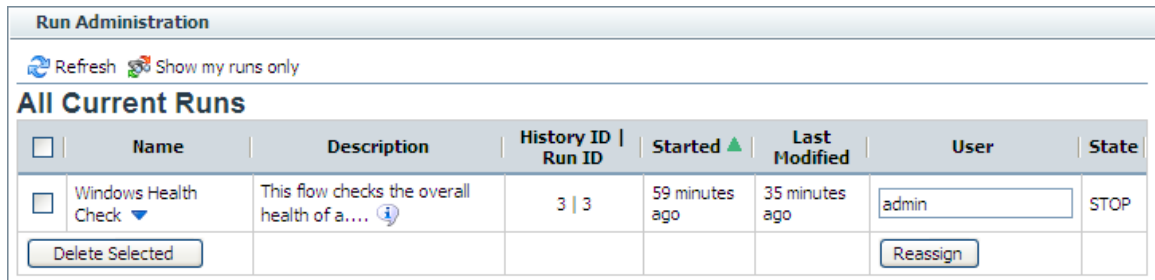 Run Administration
Refresh Show my runs only
All Current Runs
Name Description History ID | Run ID Started Last Modified User State
Windows Health Check This flow checks the overall health of a.... 3 | 3 59 minutes ago 35 minutes ago admin STOP
Delete Selected Reassign